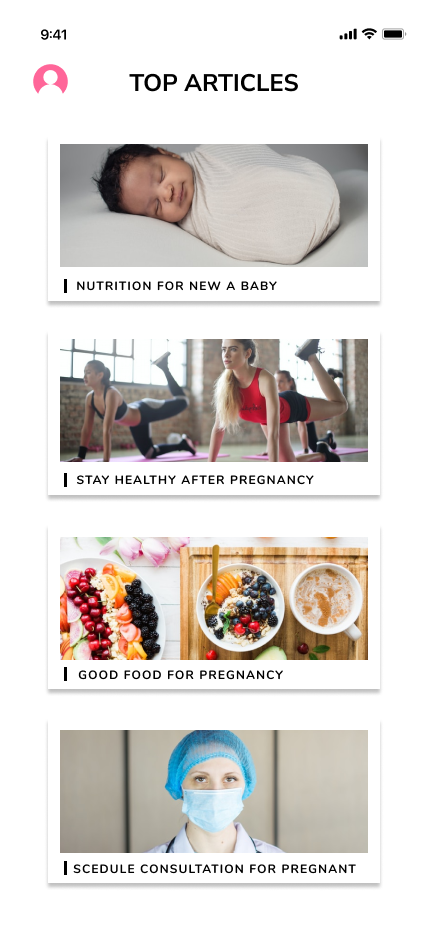 9:41
TOP ARTICLES
NUTRITION FOR NEW A BABY
STAY HEALTHY AFTER PREGNANCY
GOOD FOOD FOR PREGNANCY
SCEDULE CONSULTATION FOR PREGNANT